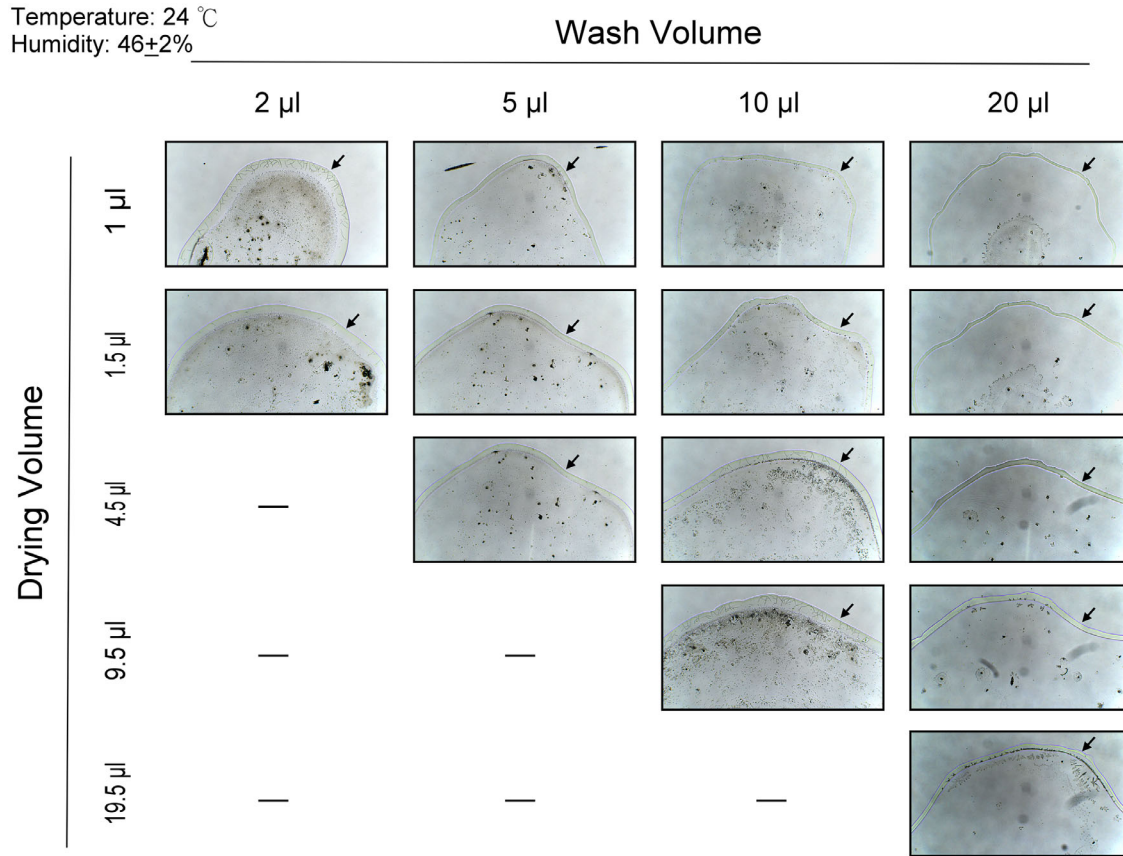 Temperature: 24 ℃
Humidity: 46±2%
Wash Volume
2 µl 5 µl 10 µl 20 µl
Drying Volume
1 µl
1.5 µl
4.5 µl
—
9.5 µl
— —
19.5 µl
— — —